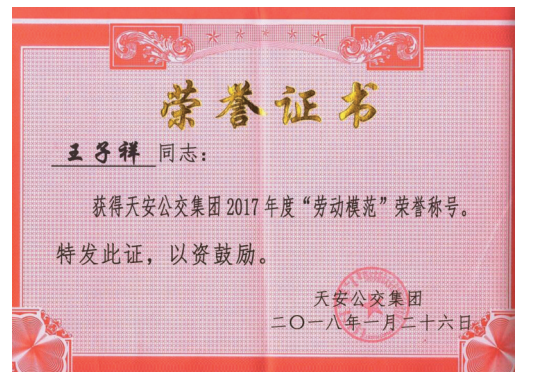 荣誉证书
王子祥 同志：
获得天安公交集团2017年度“劳动模范”荣誉称号。
特发此证，以资鼓励。
天安公交集团
二〇一八年一月二十六日